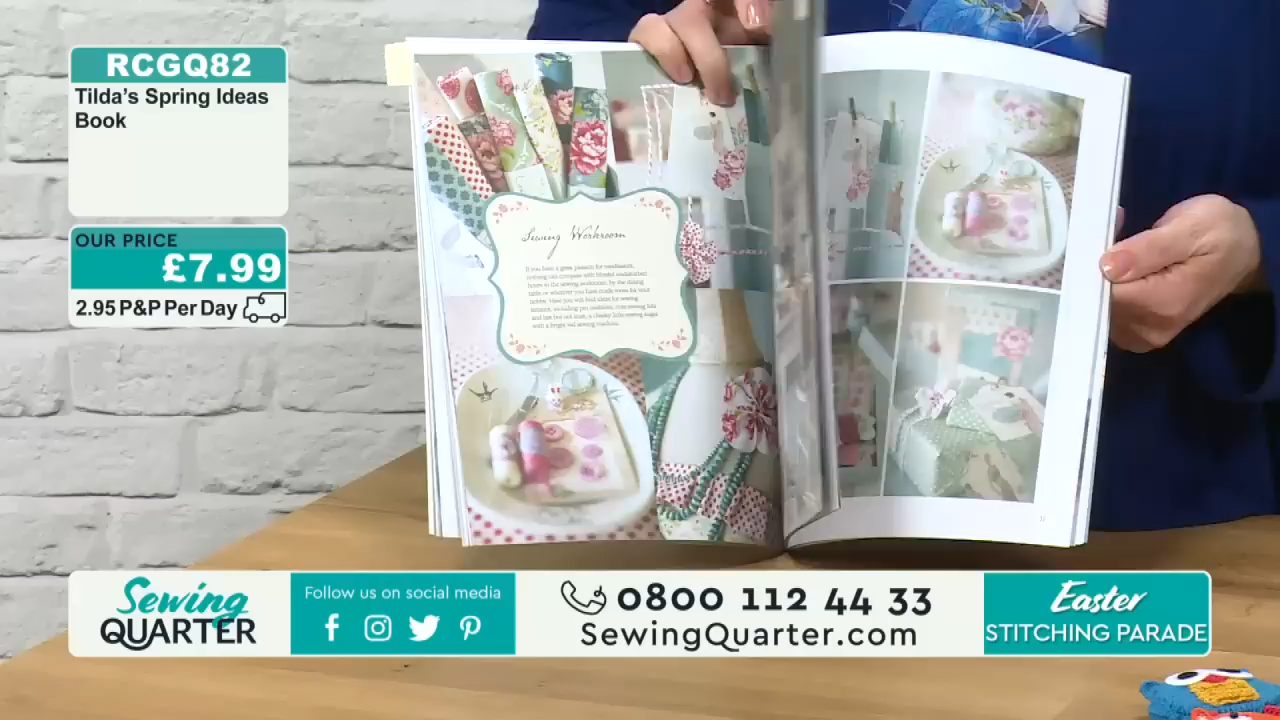 RCGQ82
Tilda's Spring Ideas
Book
OUR PRICE
£7.99
2.95 P&P Per Day
Sewing Workroom
Sewing
QUARTER
Follow us on social media
0800 112 44 33
SewingQuarter.com
Easter
STITCHING PARADE